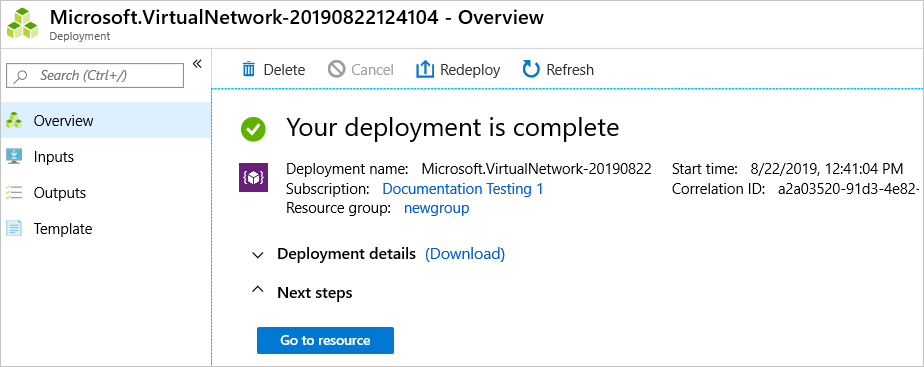 Microsoft.VirtualNetwork-20190822124104 - Overview
Deployment
Search (Ctrl+/)
«
Overview
Inputs
Outputs
Template
Delete
Cancel
Redeploy
Refresh
Your deployment is complete
Deployment name: Microsoft.VirtualNetwork-20190822
Subscription: Documentation Testing 1
Resource group: newgroup
Start time: 8/22/2019, 12:41:04 PM
Correlation ID: a2a03520-91d3-4e82-
Deployment details (Download)
Next steps
Go to resource